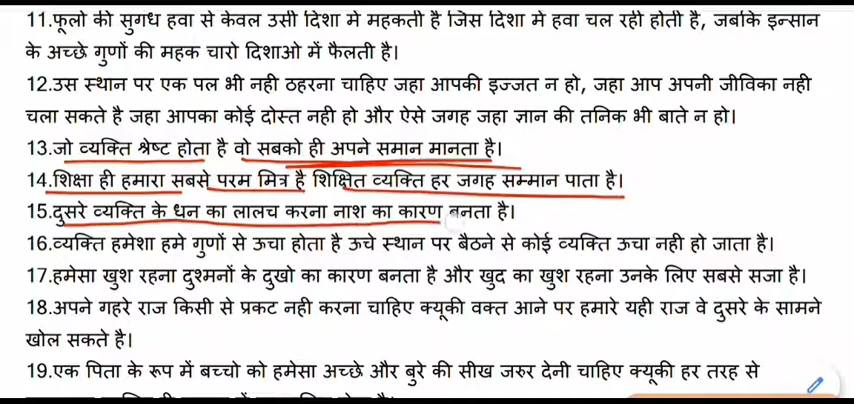 11.फूलो की सुगंध हवा से केवल उसी दिशा मे महकती है जिस दिशा मे हवा चल रही होती है, जबकि इन्सान
के अच्छे गुणों की महक चारो दिशाओ में फैलती है।
12.उस स्थान पर एक पल भी नही ठहरना चाहिए जहा आपकी इज्जत न हो, जहा आप अपनी जीविका नही
चला सकते है जहा आपका कोई दोस्त नही हो और ऐसे जगह जहा ज्ञान की तनिक भी बाते न हो।
13.जो व्यक्ति श्रेष्ट होता है वो सबको ही अपने समान मानता है।
14.शिक्षा ही हमारा सबसे परम मित्र है शिक्षित व्यक्ति हर जगह सम्मान पाता है।
15.दुसरे व्यक्ति के धन का लालच करना नाश का कारण बनता है।
16.व्यक्ति हमेशा हमे गुणों से ऊचा होता है ऊचे स्थान पर बैठने से कोई व्यक्ति ऊचा नही हो जाता है।
17.हमेसा खुश रहना दुश्मनों के दुखो का कारण बनता है और खुद का खुश रहना उनके लिए सबसे सजा है।
18.अपने गहरे राज किसी से प्रकट नही करना चाहिए क्यूकी वक्त आने पर हमारे यही राज वे दुसरे के सामने
खोल सकते है।
19.एक पिता के रूप में बच्चो को हमेसा अच्छे और बुरे की सीख जरुर देनी चाहिए क्यूकी हर तरह से